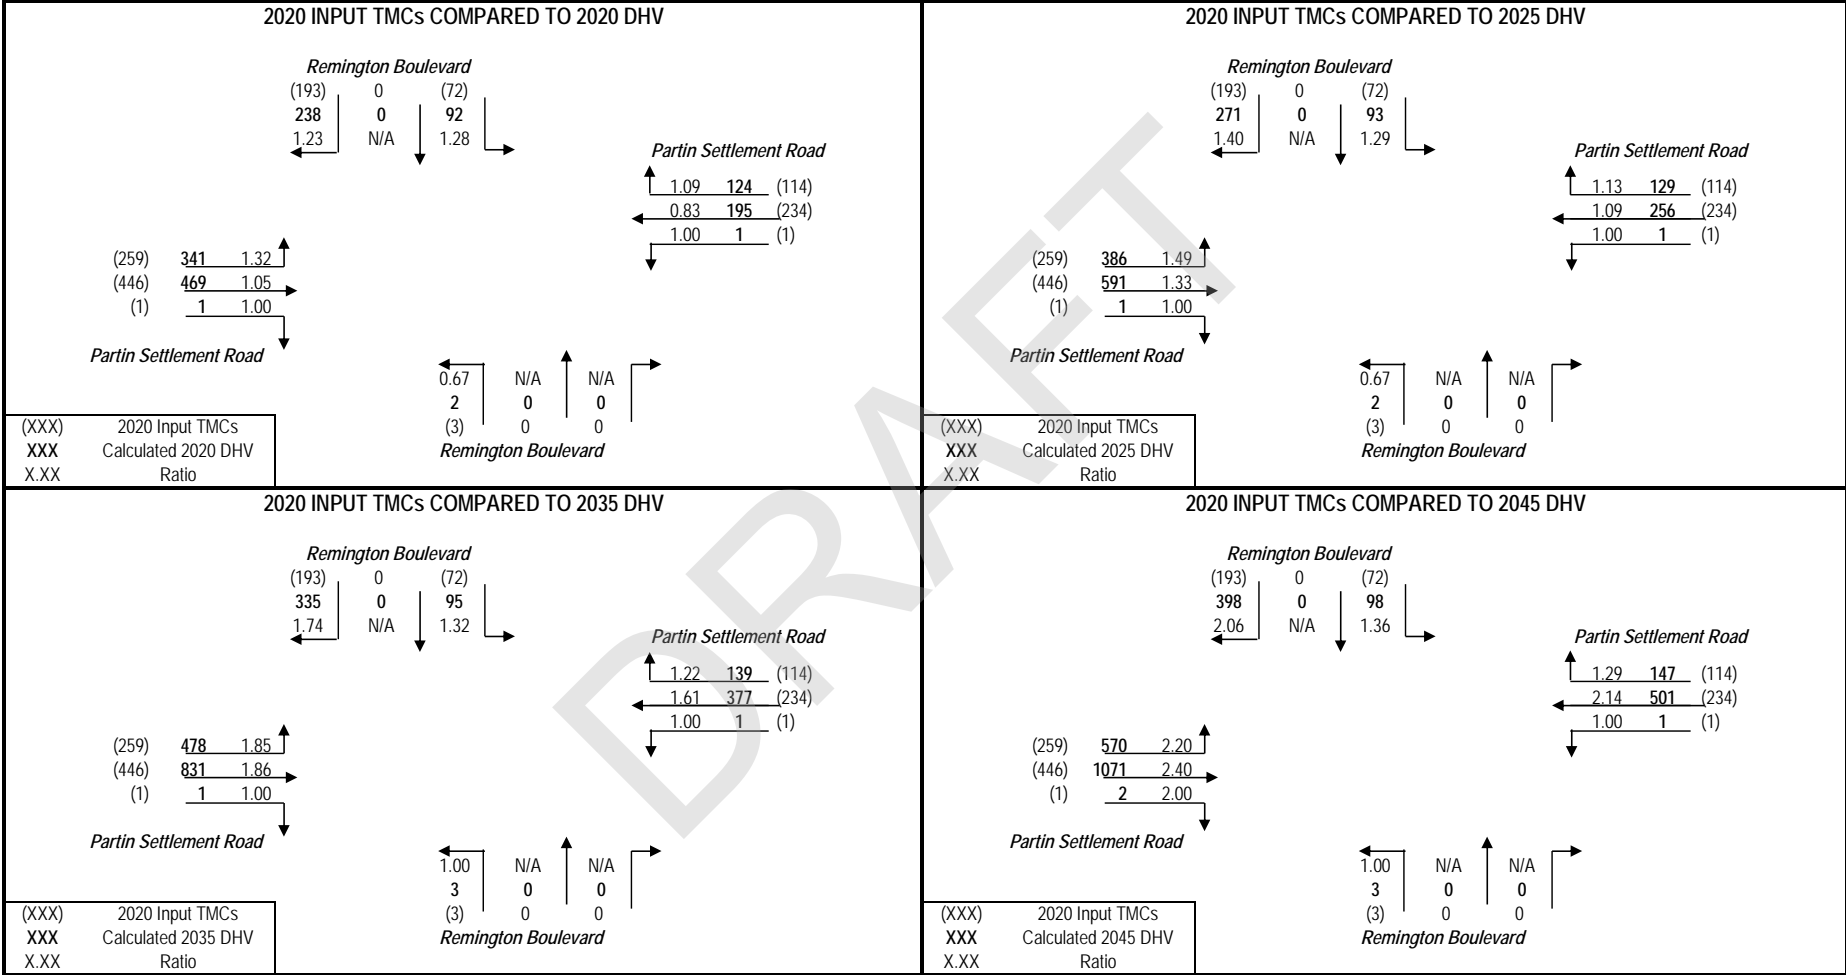 2020 INPUT TMCs COMPARED TO 2020 DHV
Remington Boulevard
(193) 0 (72)
238 0 92
1.23 N/A 1.28
Partin Settlement Road
1.09 124 (114)
0.83 195 (234)
1.00 1 (1)
(259) 341 1.32
(446) 469 1.05
(1) 1 1.00
Partin Settlement Road
0.67 N/A N/A
2 0 0
(3) 0 0
Remington Boulevard
(XXX) 2020 Input TMCs
XXX Calculated 2020 DHV
X.XX Ratio
2020 INPUT TMCs COMPARED TO 2025 DHV
Remington Boulevard
(193) 0 (72)
271 0 93
1.40 N/A 1.29
Partin Settlement Road
1.13 129 (114)
1.09 256 (234)
1.00 1 (1)
(259) 386 1.49
(446) 591 1.33
(1) 1 1.00
Partin Settlement Road
0.67 N/A N/A
2 0 0
(3) 0 0
Remington Boulevard
(XXX) 2020 Input TMCs
XXX Calculated 2025 DHV
X.XX Ratio
2020 INPUT TMCs COMPARED TO 2035 DHV
Remington Boulevard
(193) 0 (72)
335 0 95
1.74 N/A 1.32
Partin Settlement Road
1.22 139 (114)
1.61 377 (234)
1.00 1 (1)
(259) 478 1.85
(446) 831 1.86
(1) 1 1.00
Partin Settlement Road
1.00 N/A N/A
3 0 0
(3) 0 0
Remington Boulevard
(XXX) 2020 Input TMCs
XXX Calculated 2035 DHV
X.XX Ratio
2020 INPUT TMCs COMPARED TO 2045 DHV
Remington Boulevard
(193) 0 (72)
398 0 98
2.06 N/A 1.36
Partin Settlement Road
1.29 147 (114)
2.14 501 (234)
1.00 1 (1)
(259) 570 2.20
(446) 1071 2.40
(1) 2 2.00
Partin Settlement Road
1.00 N/A N/A
3 0 0
(3) 0 0
Remington Boulevard
(XXX) 2020 Input TMCs
XXX Calculated 2045 DHV
X.XX Ratio
DRAFT